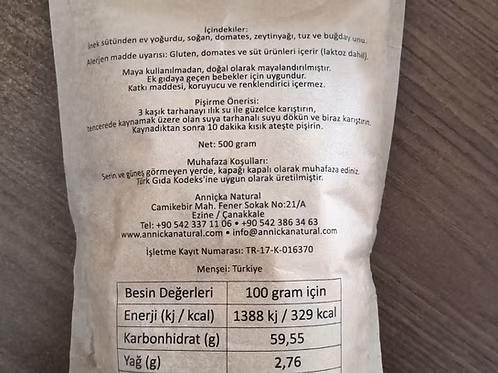 İçindekiler:
İnek sütünden ev yoğurdu, soğan, domates, zeytinyağı, tuz ve buğday unu.
Alerjen madde uyarısı: Gluten, domates ve süt ürünleri içerir (laktoz dahil).
Maya kullanılmadan, doğal olarak mayalandırılmıştır.
Ek gıdaya geçen bebekler için uygundur.
Katkı maddesi, koruyucu ve renklendirici içermez.
Pişirme Önerisi:
3 kaşık tarhanayı ılık su ile güzelce karıştırın,
tencerede kaynamak üzere olan suya tarhanalı suyu dökün ve biraz karıştırın.
Kaynadıktan sonra 10 dakika kısık ateşte pişirin.
Net: 500 gram
Muhafaza Koşulları:
Serin ve güneş görmeyen yerde, kapağı kapalı olarak muhafaza ediniz.
Türk Gıda Kodeks'ine uygun olarak üretilmiştir.
Anniçka Natural
Camikebir Mah. Fener Sokak No:21/A
Ezine / Çanakkale
Tel: +90 542 337 11 06 • +90 542 386 34 63
www.annickanatural.com • info@annickanatural.com
İşletme Kayıt Numarası: TR-17-K-016370
Menşei: Türkiye
Besin Değerleri 100 gram için
Enerji (kj / kcal) 1388 kj / 329 kcal
Karbonhidrat (g) 59,55
Yağ (g) 2,76